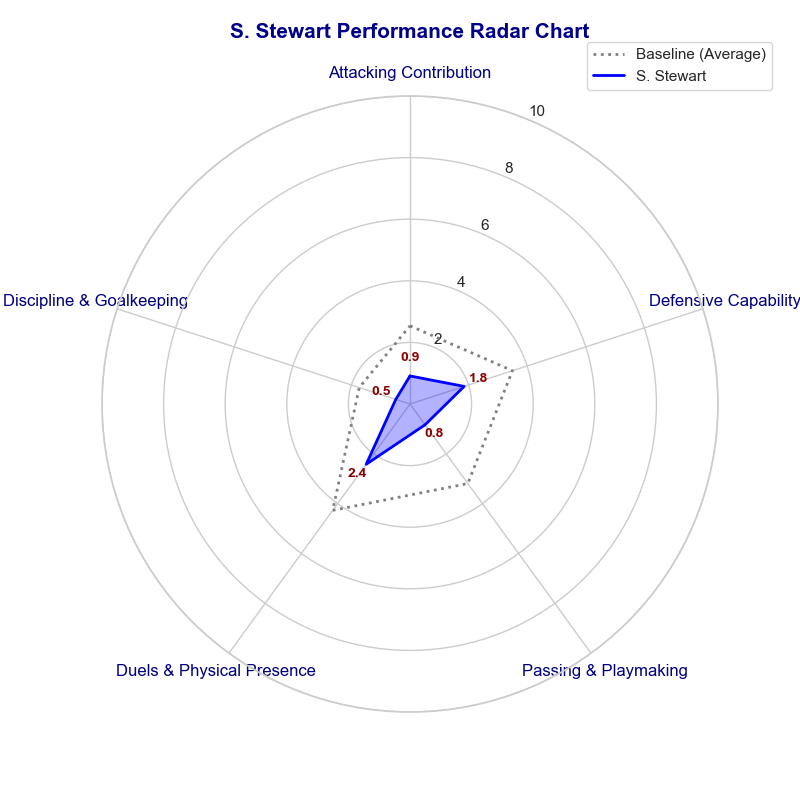 S. Stewart Performance Radar Chart
Baseline (Average)
S. Stewart
Attacking Contribution
10
8
6
4
2
Discipline & Goalkeeping
Defensive Capability
0.9
1.8
0.5
0.8
2.4
Duels & Physical Presence
Passing & Playmaking